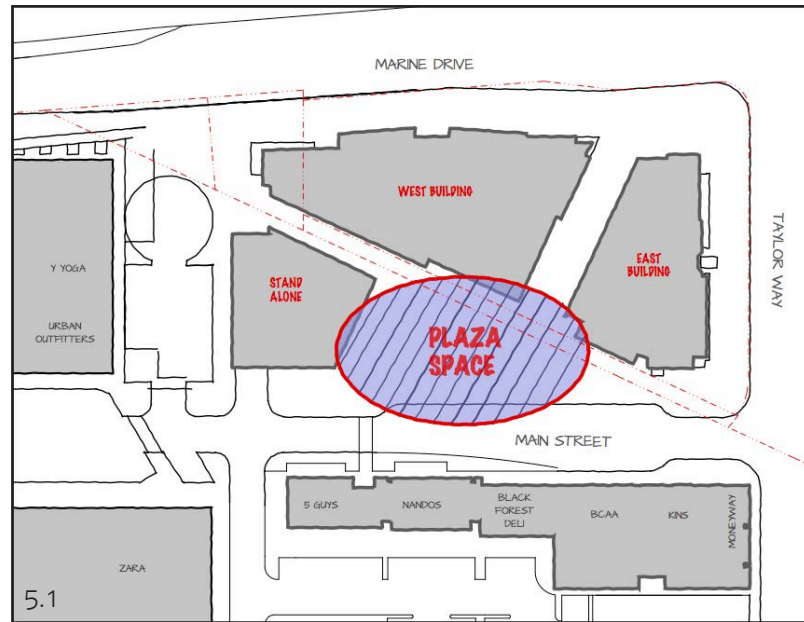 MARINE DRIVE
WEST BUILDING
EAST
BUILDING
TAYLOR WAY
STAND
ALONE
Y YOGA
URBAN
OUTFITTERS
PLAZA
SPACE
MAIN STREET
5 GUYS
NANDOS
BLACK
FOREST
DELI
BCAA
KINS
MONEYWAY
ZARA
5.1